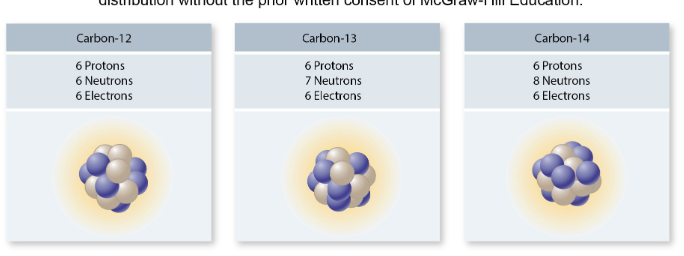 distribution without the prior written consent of McGraw-Hill Education.
Carbon-12
6 Protons
6 Neutrons
6 Electrons
Carbon-13
6 Protons
7 Neutrons
6 Electrons
Carbon-14
6 Protons
8 Neutrons
6 Electrons